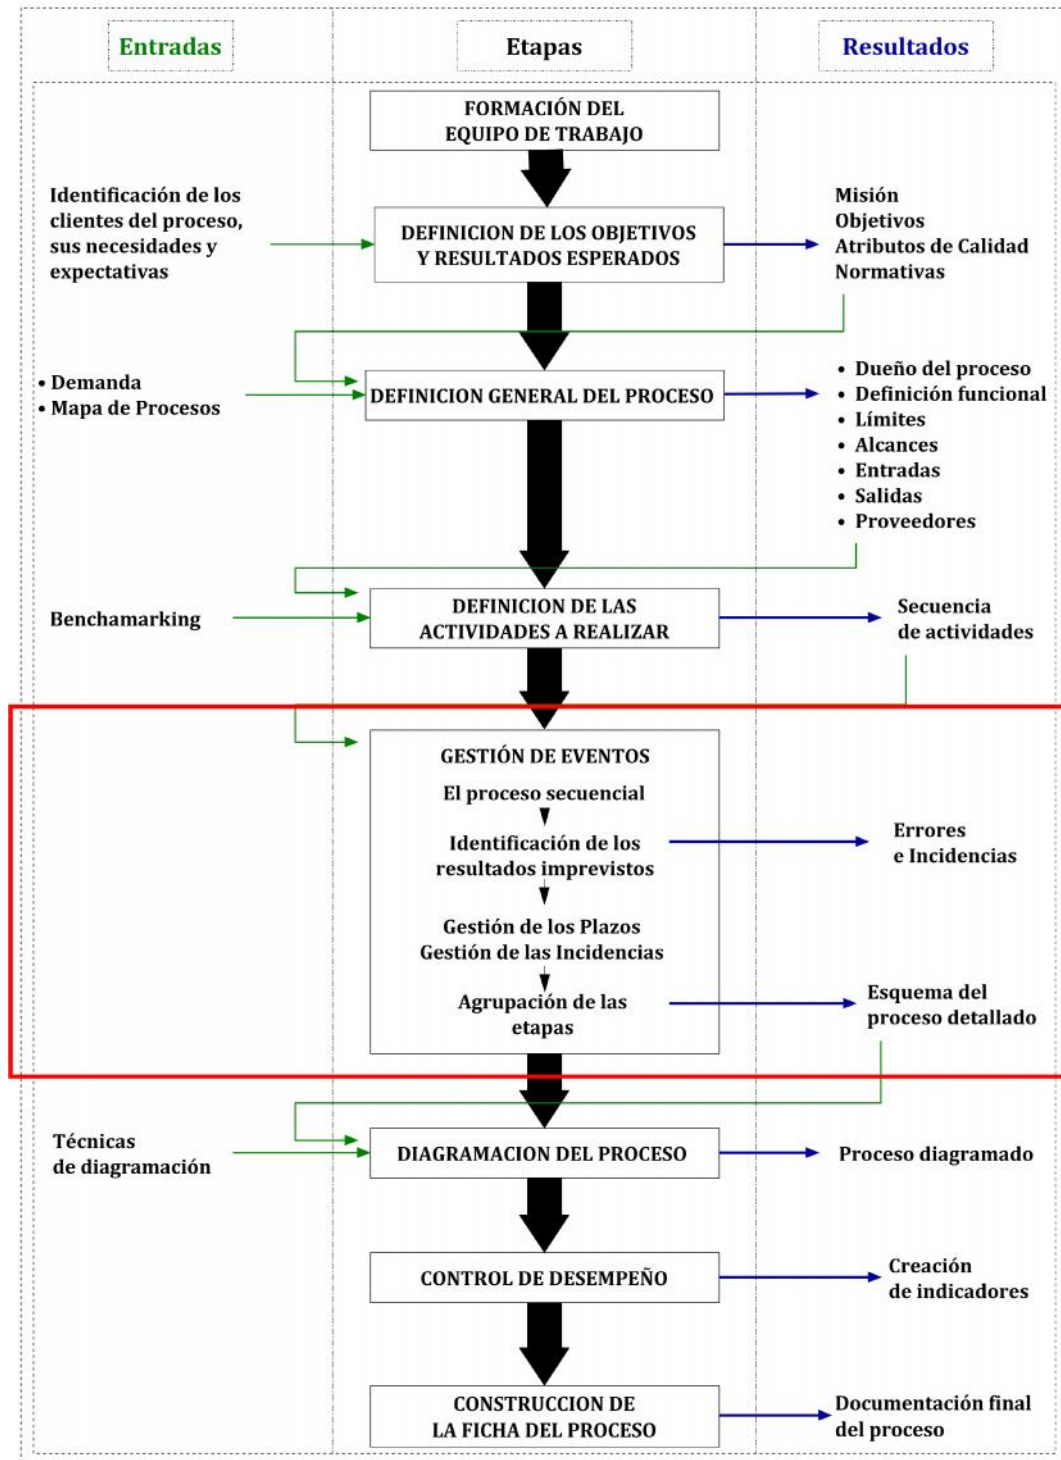 Entradas
Etapas
Resultados
FORMACIÓN DEL
EQUIPO DE TRABAJO
Identificación de los
clientes del proceso,
sus necesidades y
expectativas
DEFINICION DE LOS OBJETIVOS
Y RESULTADOS ESPERADOS
Misión
Objetivos
Atributos de Calidad
Normativas
• Demanda
• Mapa de Procesos
DEFINICION GENERAL DEL PROCESO
• Dueño del proceso
• Definición funcional
• Límites
• Alcances
• Entradas
• Salidas
• Proveedores
Benchamarking
DEFINICION DE LAS
ACTIVIDADES A REALIZAR
Secuencia
de actividades
GESTIÓN DE EVENTOS
El proceso secuencial
Identificación de los
resultados imprevistos
Errores
e Incidencias
Gestión de los Plazos
Gestión de las Incidencias
Agrupación de las
etapas
Esquema del
proceso detallado
Técnicas
de diagramación
DIAGRAMACION DEL PROCESO
Proceso diagramado
CONTROL DE DESEMPEÑO
Creación
de indicadores
CONSTRUCCION DE
LA FICHA DEL PROCESO
Documentación final
del proceso